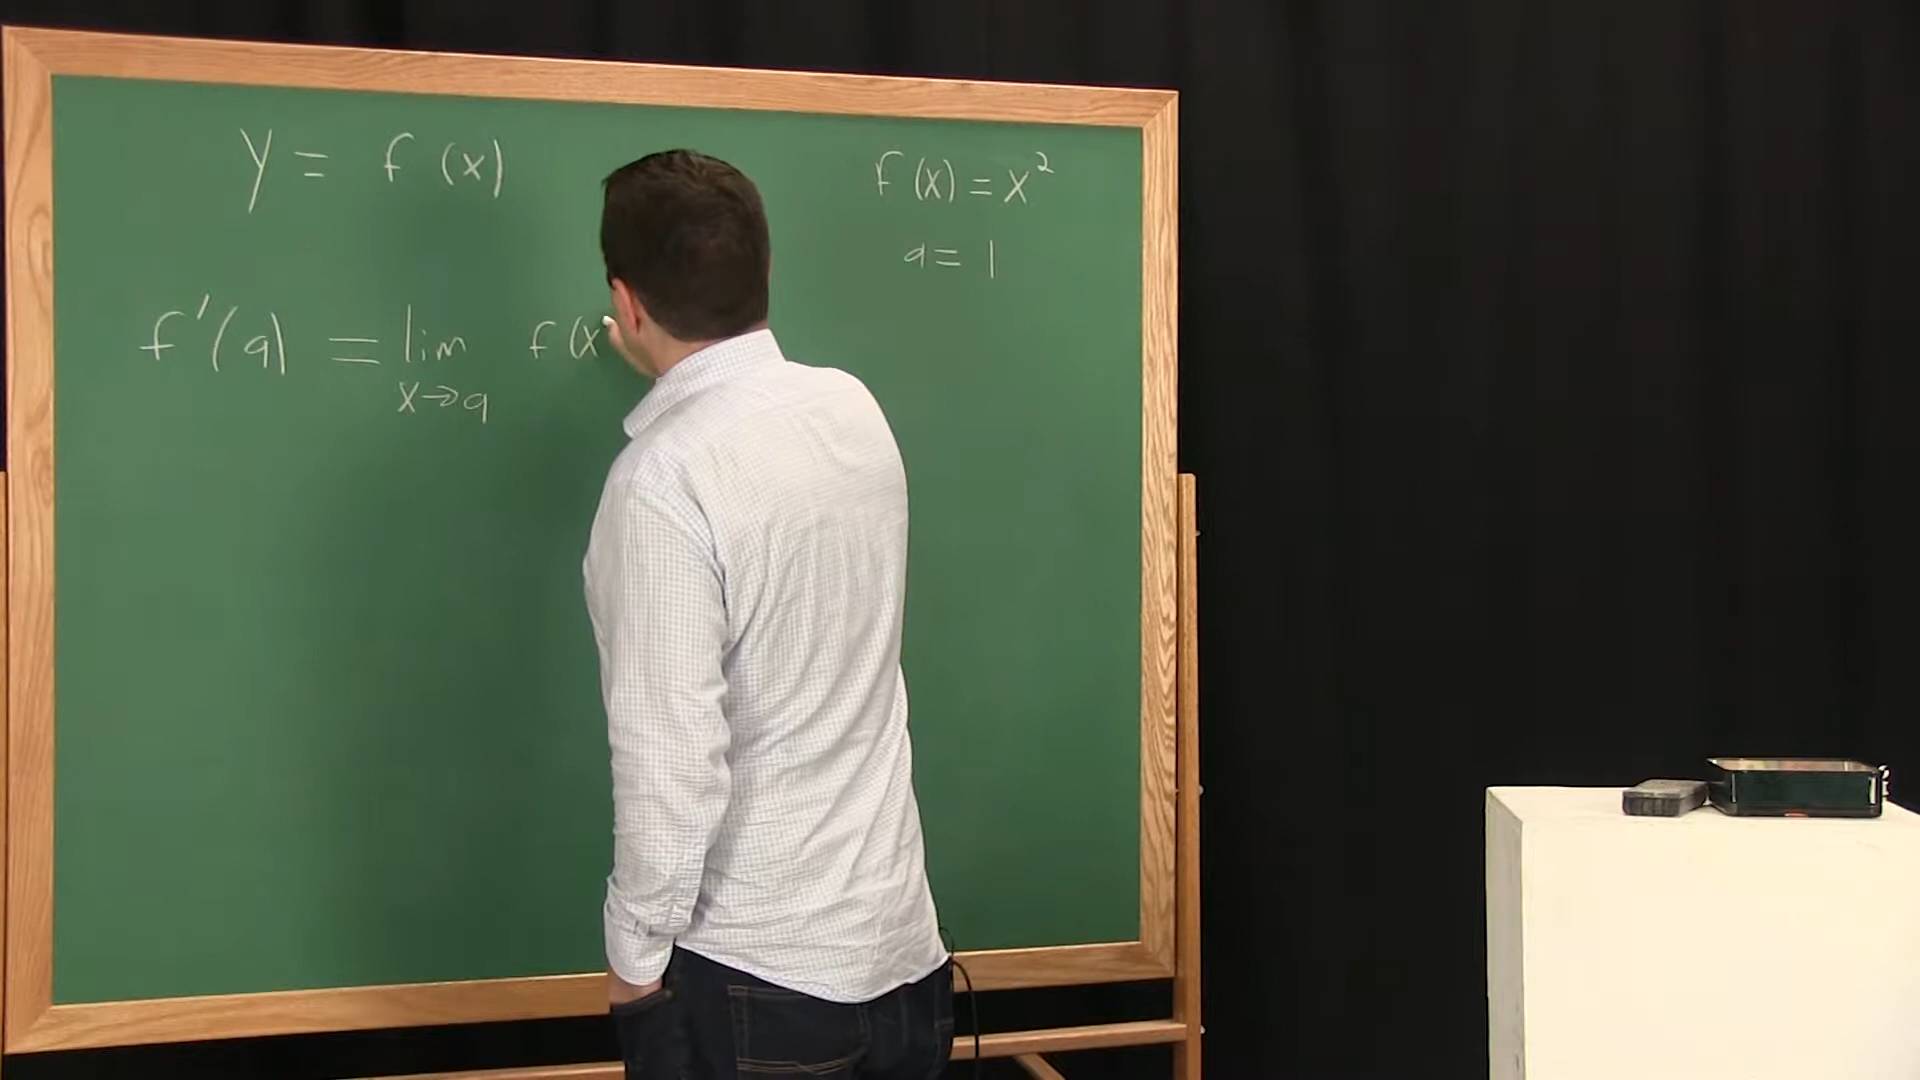 y = f (x)
f (x) = x²
a = 1
f'(a) = lim f (x
x→a